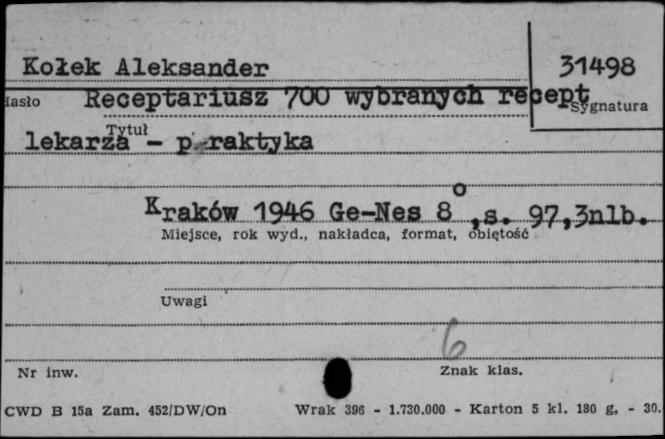 Kołek Aleksander
31498
Hasło
Receptariusz 700 wybranych recept
Sygnatura
Tytuł
lekarza - p raktyka
Kraków 1946 Ge-Nes 8°,s. 97,3nlb.
Miejsce, rok wyd., nakładca, format, objętość
Uwagi
6
Nr inw.
Znak klas.
CWD B 15a Zam. 452/DW/On
Wrak 396 - 1.730.000 - Karton 5 kl. 180 g, - 30.